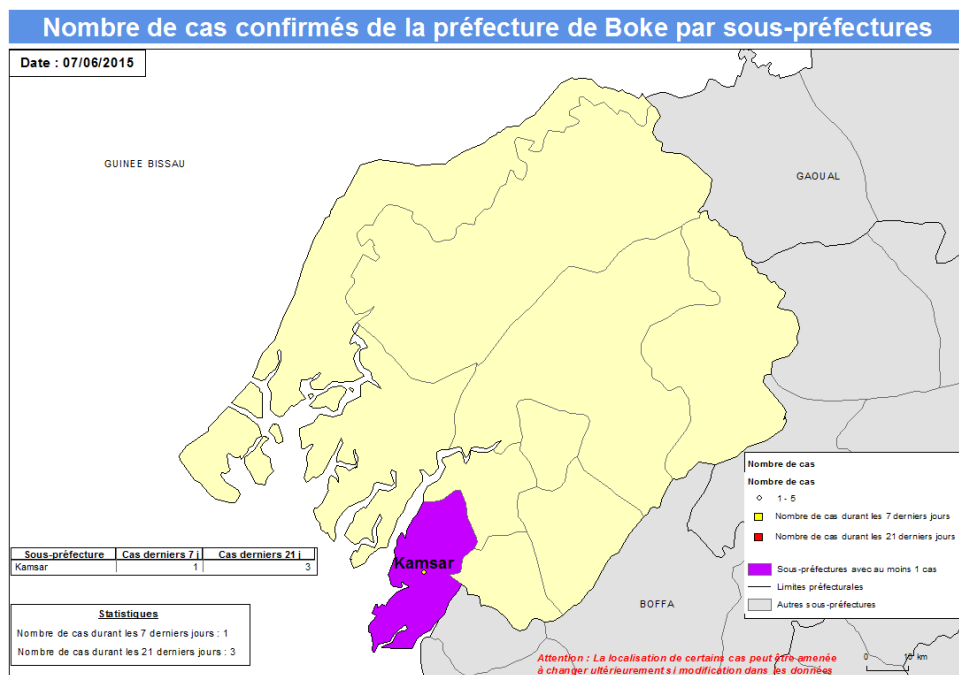 Nombre de cas confirmés de la préfecture de Boke par sous-préfectures
Date : 07/06/2015
GUINEE BISSAU
GAOUAL
Kamsar
BOFFA
Sous-préfecture Cas derniers 7 j Cas derniers 21 j
Kamsar 1 3
Statistiques
Nombre de cas durant les 7 derniers jours : 1
Nombre de cas durant les 21 derniers jours : 3
Nombre de cas
Nombre de cas
1 - 5
Nombre de cas durant les 7 derniers jours
Nombre de cas durant les 21 derniers jours
Sous-préfectures avec au moins 1 cas
Limites préfecturales
Autres sous-préfectures
0 10 km
Attention : La localisation de certains cas peut être amenée
à changer ultérieurement si modification dans les données